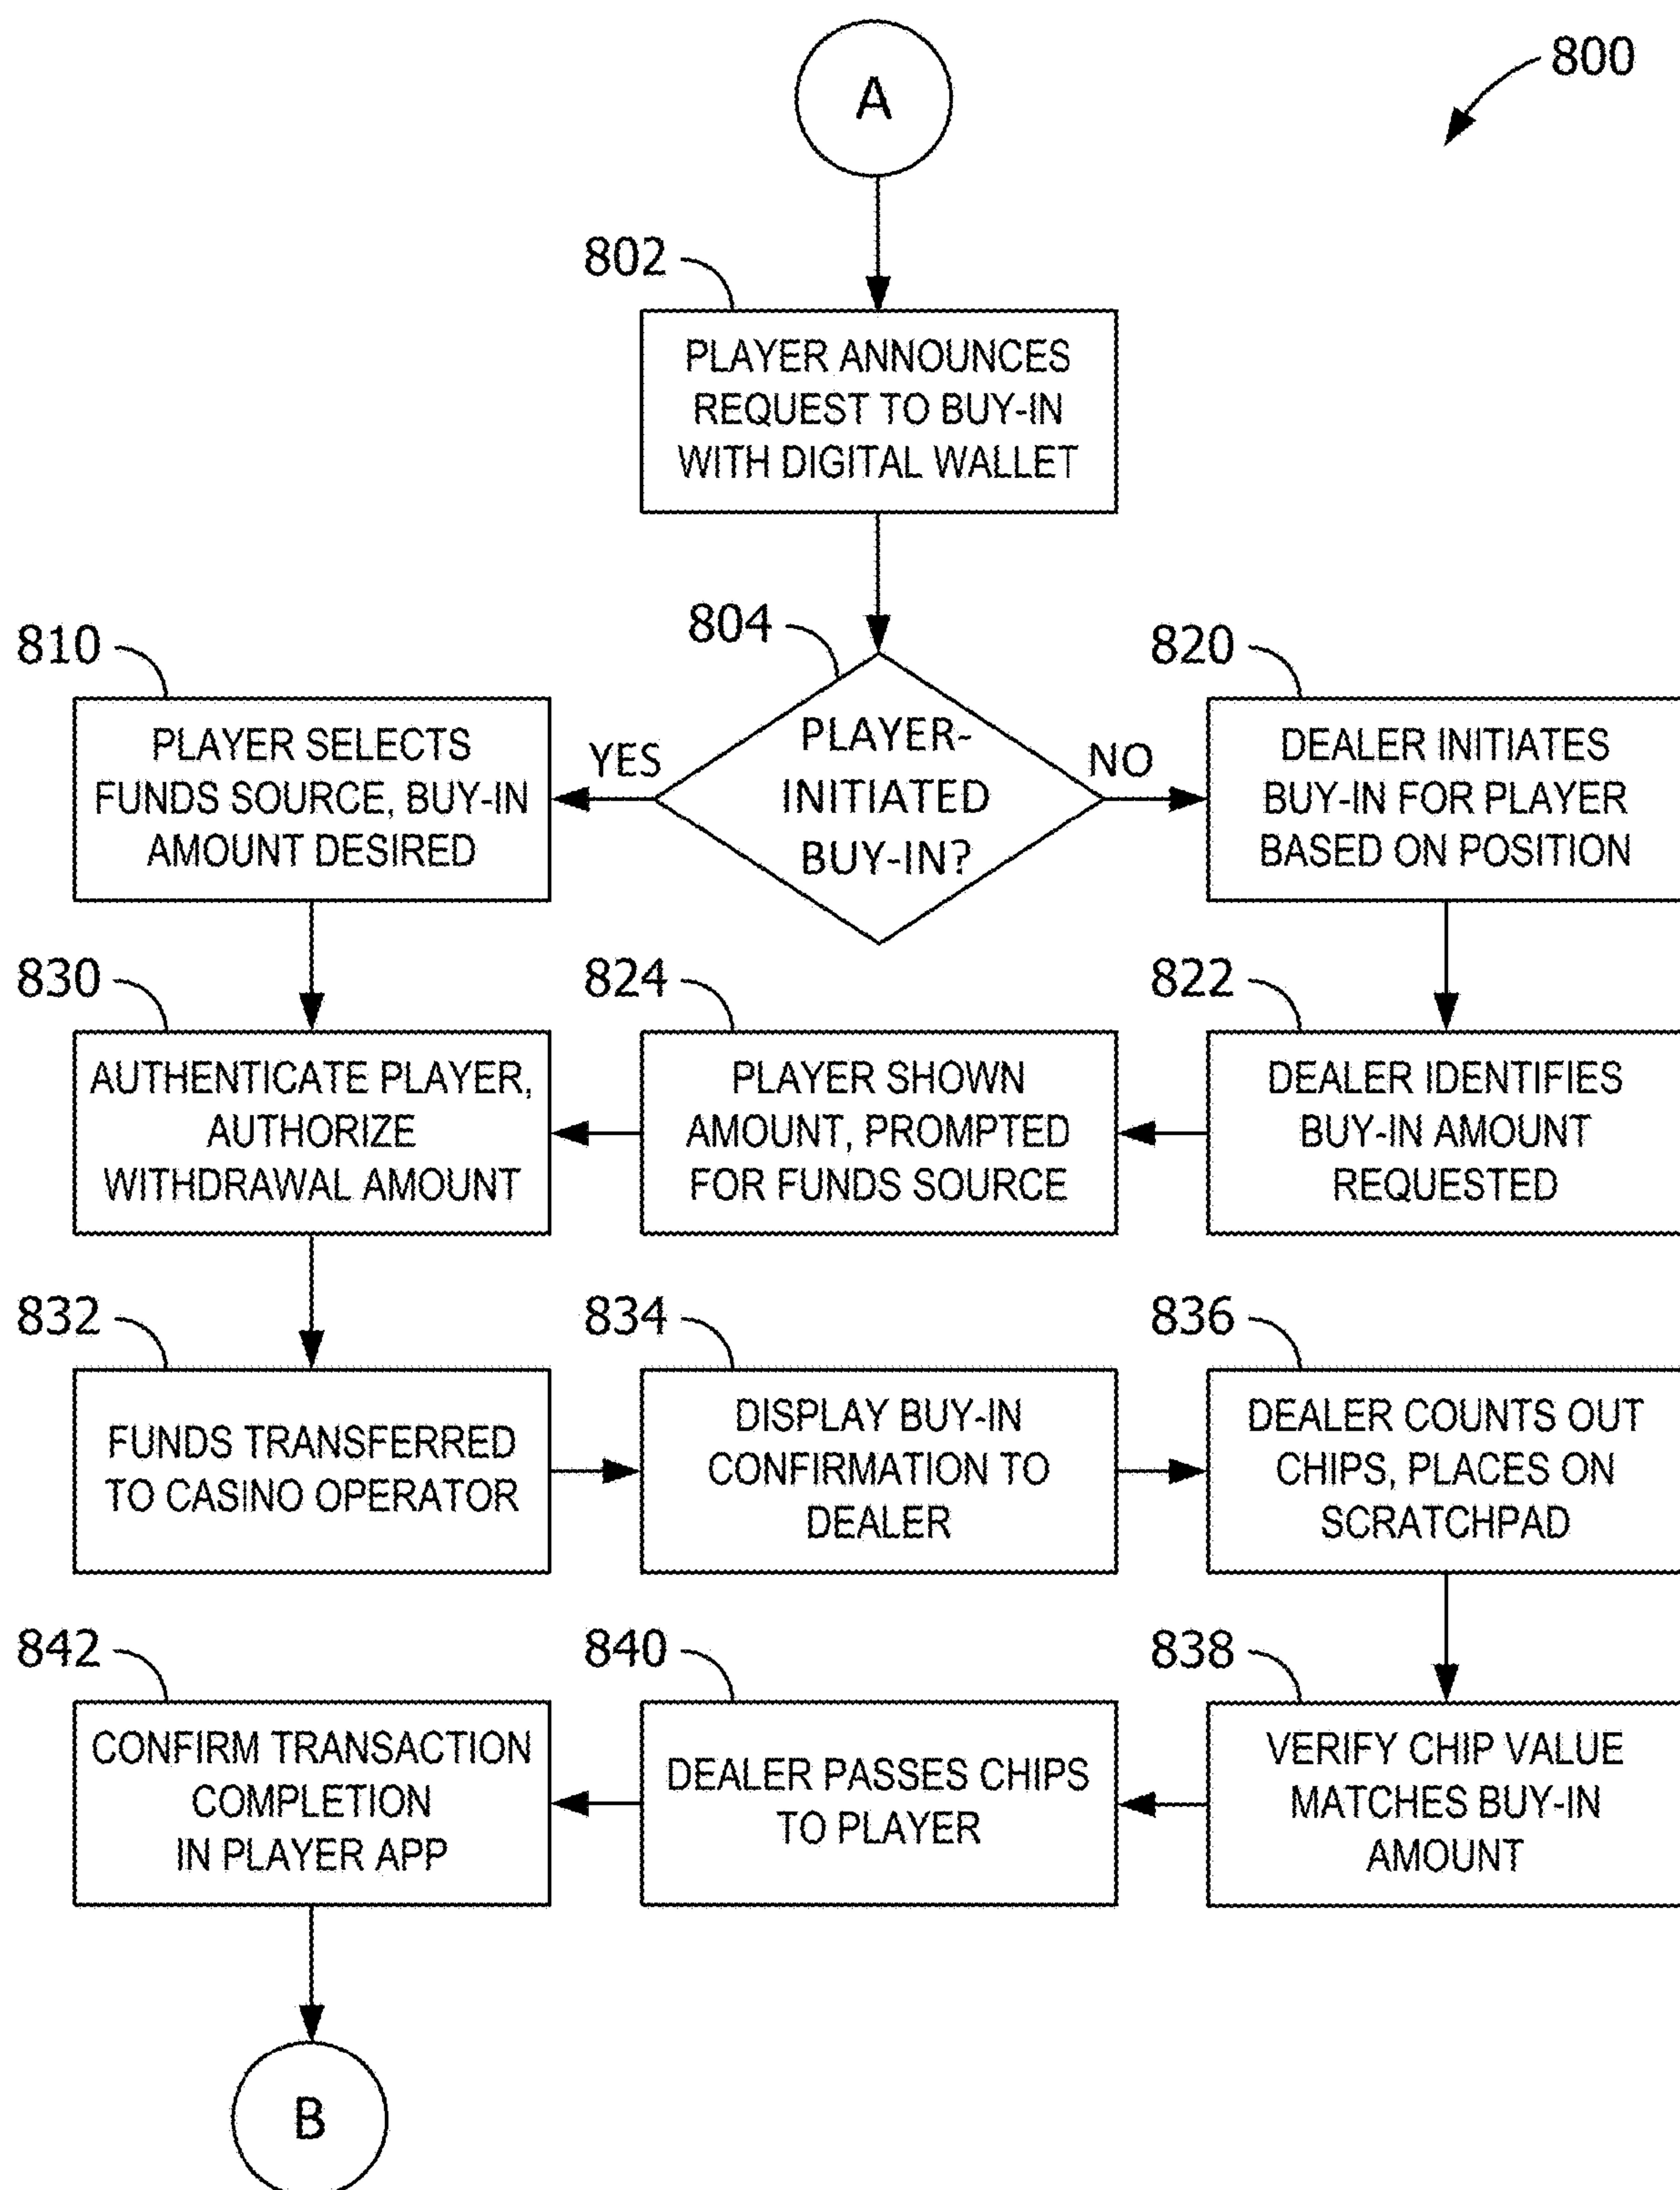 A
800
802
PLAYER ANNOUNCES
REQUEST TO BUY-IN
WITH DIGITAL WALLET
804
PLAYER-
INITIATED
BUY-IN?
YES
NO
810
PLAYER SELECTS
FUNDS SOURCE, BUY-IN
AMOUNT DESIRED
820
DEALER INITIATES
BUY-IN FOR PLAYER
BASED ON POSITION
830
AUTHENTICATE PLAYER,
AUTHORIZE
WITHDRAWAL AMOUNT
824
PLAYER SHOWN
AMOUNT, PROMPTED
FOR FUNDS SOURCE
822
DEALER IDENTIFIES
BUY-IN AMOUNT
REQUESTED
832
FUNDS TRANSFERRED
TO CASINO OPERATOR
834
DISPLAY BUY-IN
CONFIRMATION TO
DEALER
836
DEALER COUNTS OUT
CHIPS, PLACES ON
SCRATCHPAD
842
CONFIRM TRANSACTION
COMPLETION
IN PLAYER APP
840
DEALER PASSES CHIPS
TO PLAYER
838
VERIFY CHIP VALUE
MATCHES BUY-IN
AMOUNT
B